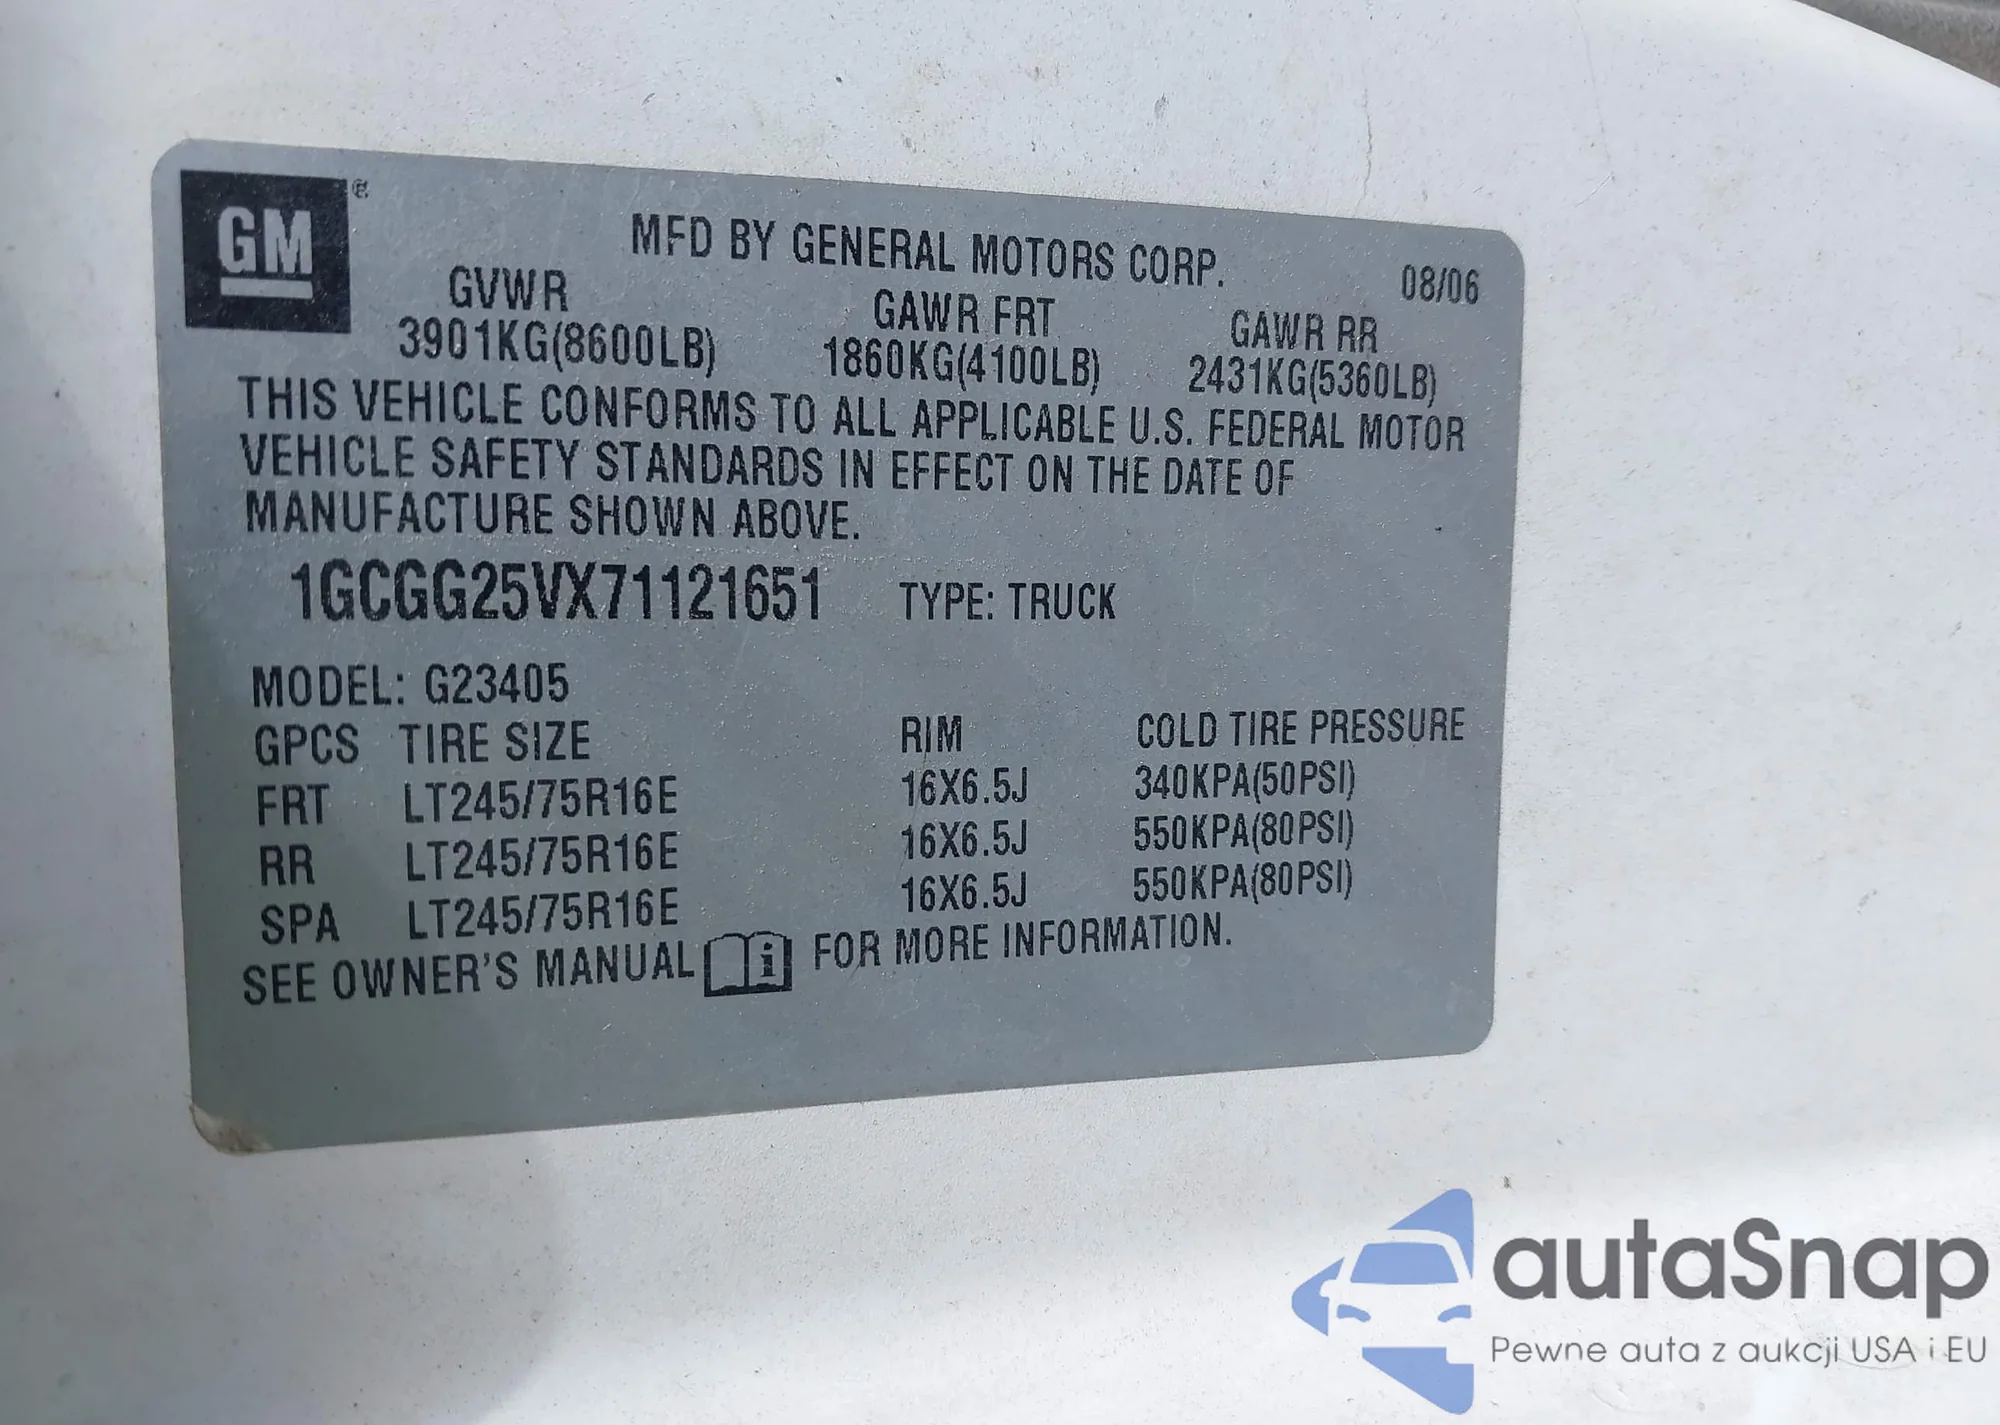 GM ®
MFD BY GENERAL MOTORS CORP.
08/06
GVWR GAWR FRT GAWR RR
3901KG(8600LB) 1860KG(4100LB) 2431KG(5360LB)
THIS VEHICLE CONFORMS TO ALL APPLICABLE U.S. FEDERAL MOTOR
VEHICLE SAFETY STANDARDS IN EFFECT ON THE DATE OF
MANUFACTURE SHOWN ABOVE.
1GCGG25VX71121651 TYPE: TRUCK
MODEL: G23405
GPCS TIRE SIZE RIM COLD TIRE PRESSURE
FRT LT245/75R16E 16X6.5J 340KPA(50PSI)
RR LT245/75R16E 16X6.5J 550KPA(80PSI)
SPA LT245/75R16E 16X6.5J 550KPA(80PSI)
SEE OWNER'S MANUAL i FOR MORE INFORMATION.
autaSnap
Pewne auta z aukcji USA i EU